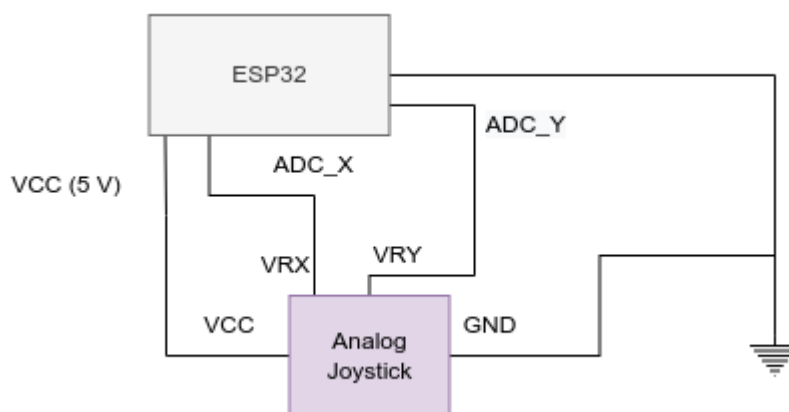 ESP32
ADC_Y
ADC_X
VCC (5 V)
VRX
VRY
VCC
GND
Analog
Joystick